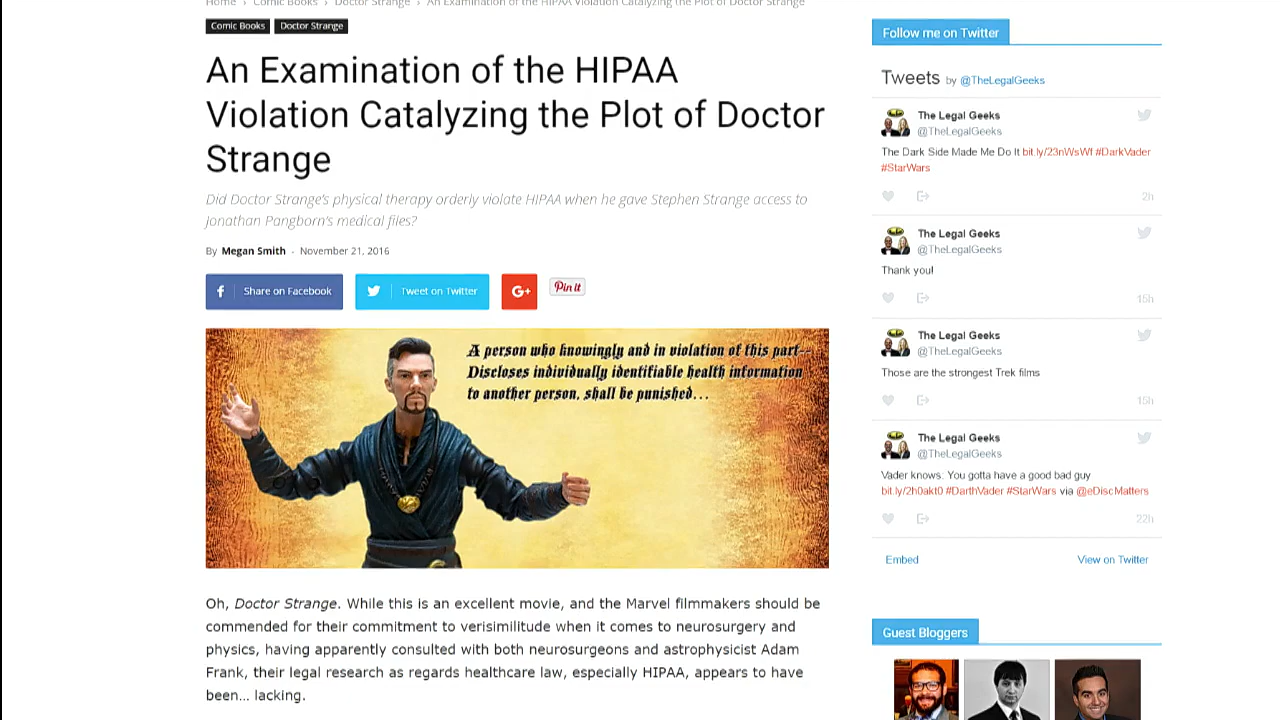 Home › Comic Books › Doctor Strange › An Examination of the HIPAA Violation Catalyzing the Plot of Doctor Strange
Comic Books Doctor Strange
An Examination of the HIPAA
Violation Catalyzing the Plot of Doctor
Strange
Did Doctor Strange's physical therapy orderly violate HIPAA when he gave Stephen Strange access to
Jonathan Pangborn's medical files?
By Megan Smith - November 21, 2016
Share on Facebook
Tweet on Twitter
G+
Pin it
A person who knowingly and in violation of this part--
Discloses individually identifiable health information
to another person, shall be punished...
Oh, Doctor Strange. While this is an excellent movie, and the Marvel filmmakers should be
commended for their commitment to verisimilitude when it comes to neurosurgery and
physics, having apparently consulted with both neurosurgeons and astrophysicist Adam
Frank, their legal research as regards healthcare law, especially HIPAA, appears to have
been... lacking.
Follow me on Twitter
Tweets by @TheLegalGeeks
The Legal Geeks
@TheLegalGeeks
The Dark Side Made Me Do It bit.ly/23nWsWf #DarkVader
#StarWars
2h
The Legal Geeks
@TheLegalGeeks
Thank you!
15h
The Legal Geeks
@TheLegalGeeks
Those are the strongest Trek films
15h
The Legal Geeks
@TheLegalGeeks
Vader knows: You gotta have a good bad guy
bit.ly/2h0akt0 #DarthVader #StarWars via @eDiscMatters
22h
Embed
View on Twitter
Guest Bloggers